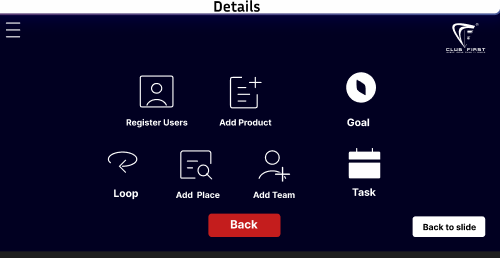 Details
CLUB FIRST
Register Users
Add Product
Goal
Loop
Add Place
Add Team
Task
Back
Back to slide